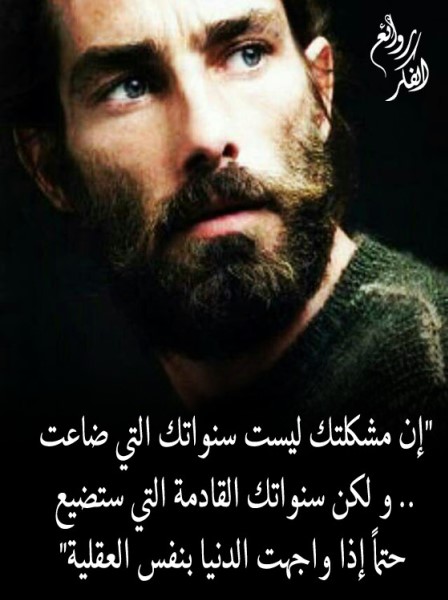 روائع
الفكر
"إن مشكلتك ليست سنواتك التي ضاعت
.. و لكن سنواتك القادمة التي ستضيع
حتماً إذا واجهت الدنيا بنفس العقلية"